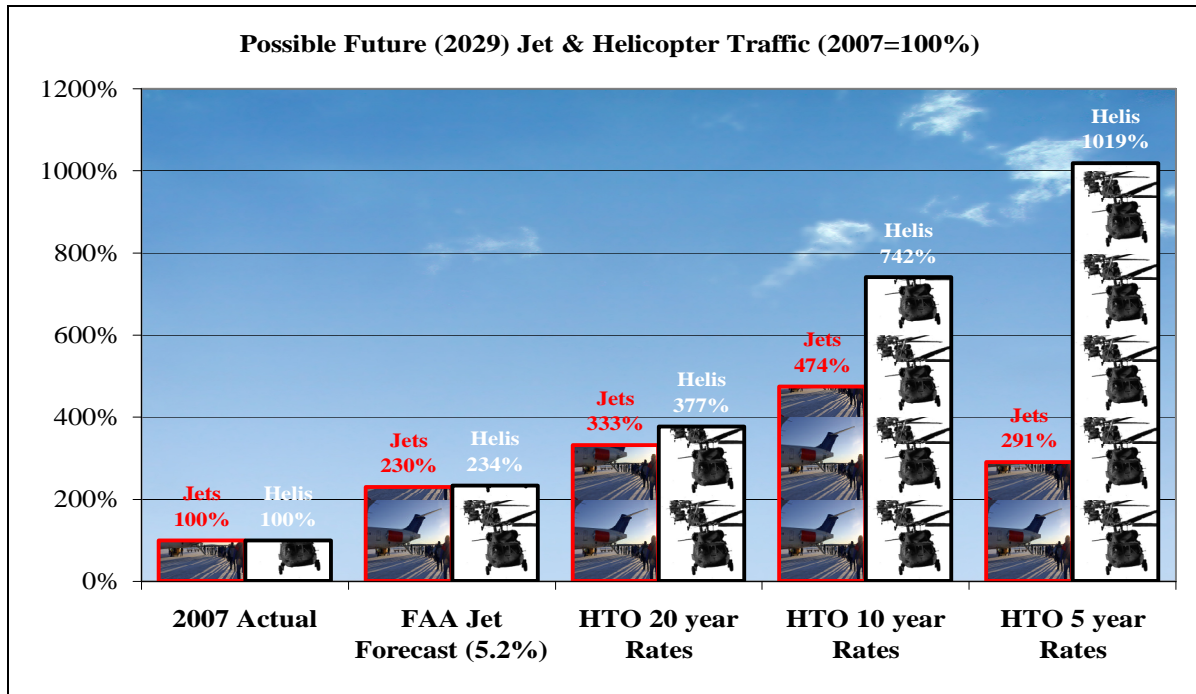 Possible Future (2029) Jet & Helicopter Traffic (2007=100%)
1200%
1000%
800%
600%
400%
200%
0%
Jets
100%
Helis
100%
Jets
230%
Helis
234%
Jets
333%
Helis
377%
Jets
474%
Helis
742%
Jets
291%
Helis
1019%
2007 Actual
FAA Jet
Forecast (5.2%)
HTO 20 year
Rates
HTO 10 year
Rates
HTO 5 year
Rates